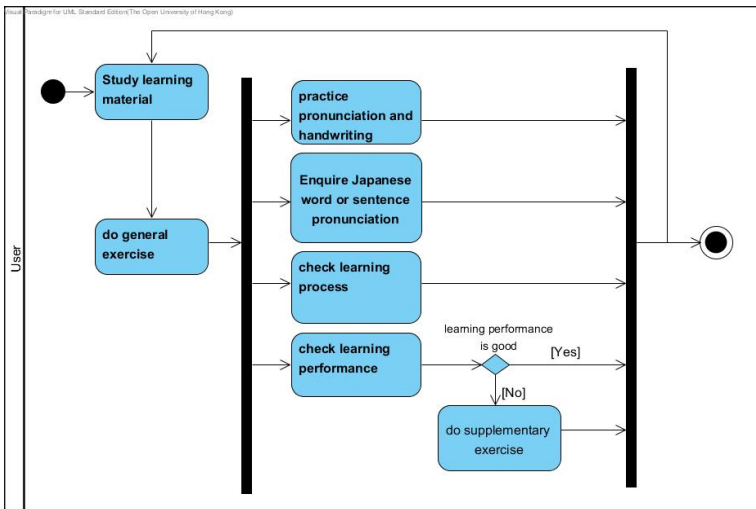 Visual Paradigm for UML Standard Edition(The Open University of Hong Kong)
User
Study learning
material
do general
exercise
practice
pronunciation and
handwriting
Enquire Japanese
word or sentence
pronunciation
check learning
process
check learning
performance
learning performance
is good
[Yes]
[No]
do supplementary
exercise